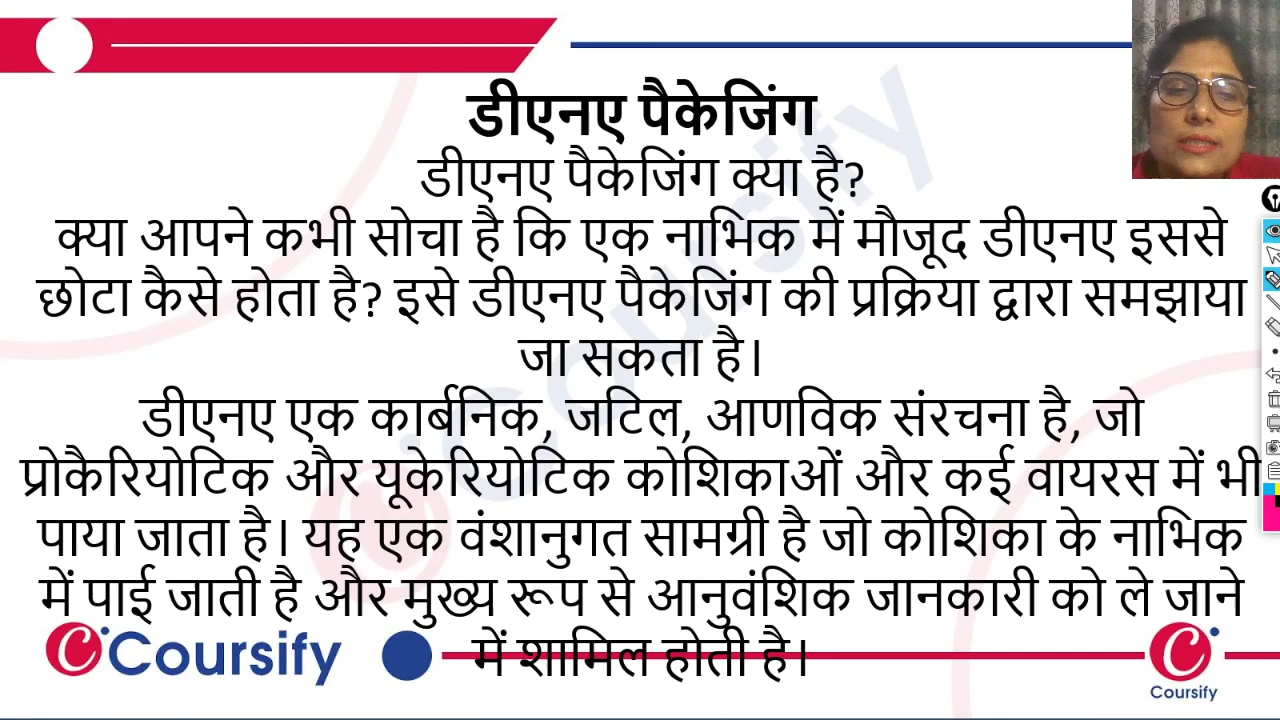 डीएनए पैकेजिंग
डीएनए पैकेजिंग क्या है?
क्या आपने कभी सोचा है कि एक नाभिक में मौजूद डीएनए इससे
छोटा कैसे होता है? इसे डीएनए पैकेजिंग की प्रक्रिया द्वारा समझाया
जा सकता है।
डीएनए एक कार्बनिक, जटिल, आणविक संरचना है, जो
प्रोकैरियोटिक और यूकेरियोटिक कोशिकाओं और कई वायरस में भी
पाया जाता है। यह एक वंशानुगत सामग्री है जो कोशिका के नाभिक
में पाई जाती है और मुख्य रूप से आनुवंशिक जानकारी को ले जाने
में शामिल होती है।
Coursify
Coursify
Coursify